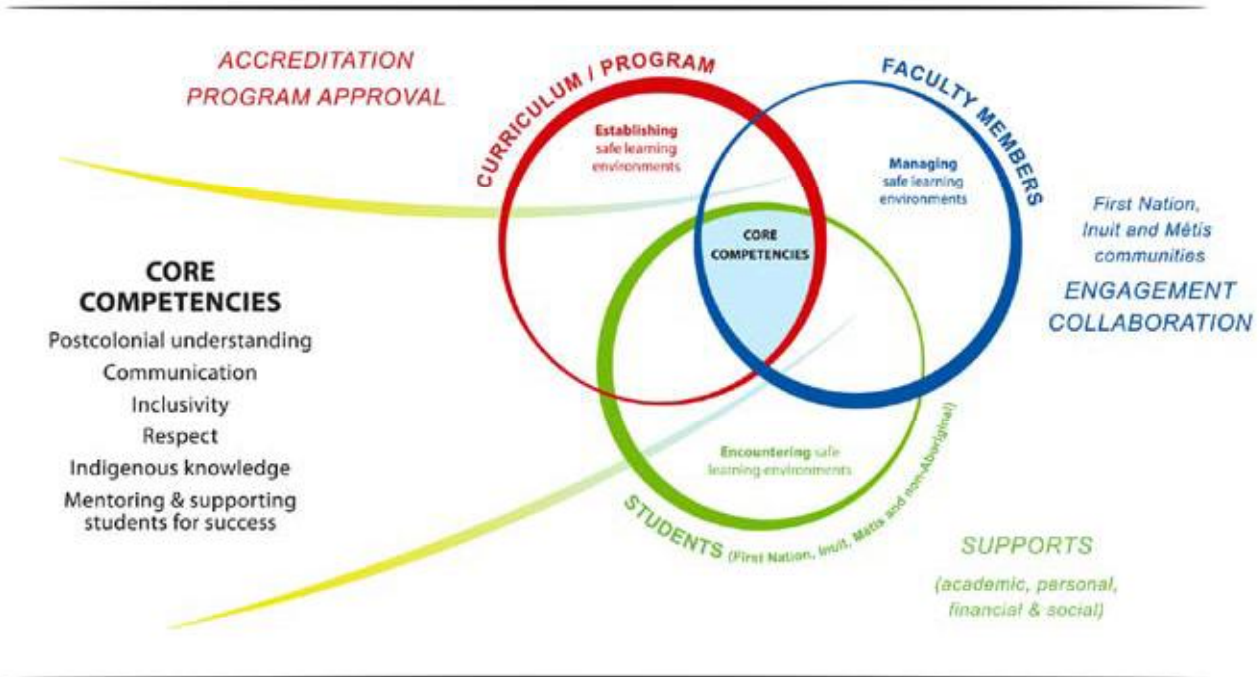 ACCREDITATION
PROGRAM APPROVAL
CURRICULUM / PROGRAM
Establishing
safe learning
environments
FACULTY MEMBERS
Managing
safe learning
environments
First Nation,
Inuit and Métis
communities
ENGAGEMENT
COLLABORATION
CORE
COMPETENCIES
CORE
COMPETENCIES
Postcolonial understanding
Communication
Inclusivity
Respect
Indigenous knowledge
Mentoring & supporting
students for success
Encountering safe
learning environments
STUDENTS (First Nation, Inuit, Métis and non-Aboriginal)
SUPPORTS
(academic, personal,
financial & social)